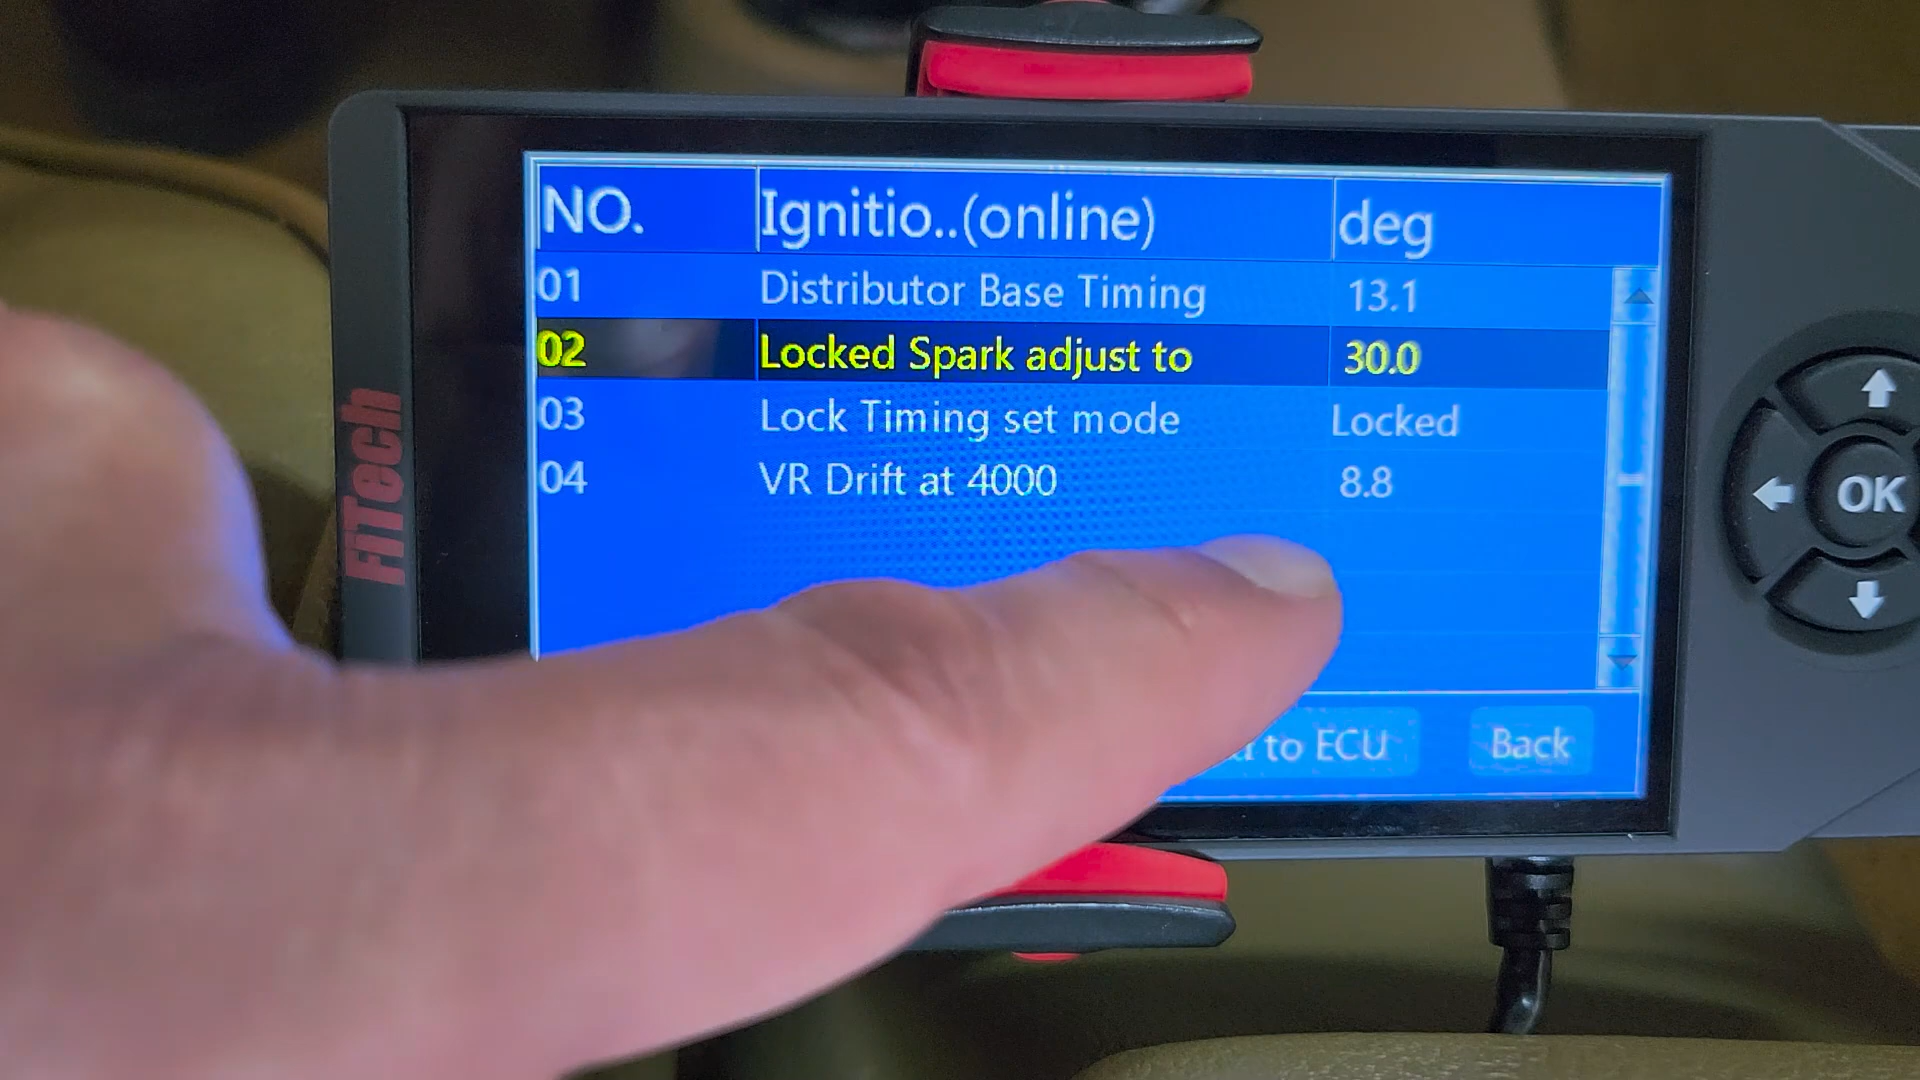 NO. Ignitio..(online) deg
01 Distributor Base Timing 13.1
02 Locked Spark adjust to 30.0
03 Lock Timing set mode Locked
04 VR Drift at 4000 8.8
to ECU Back
FiTech
OK